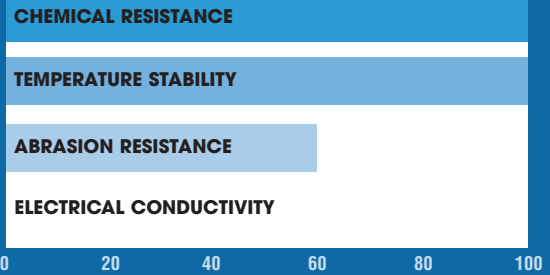 CHEMICAL RESISTANCE
TEMPERATURE STABILITY
ABRASION RESISTANCE
ELECTRICAL CONDUCTIVITY
0 20 40 60 80 100